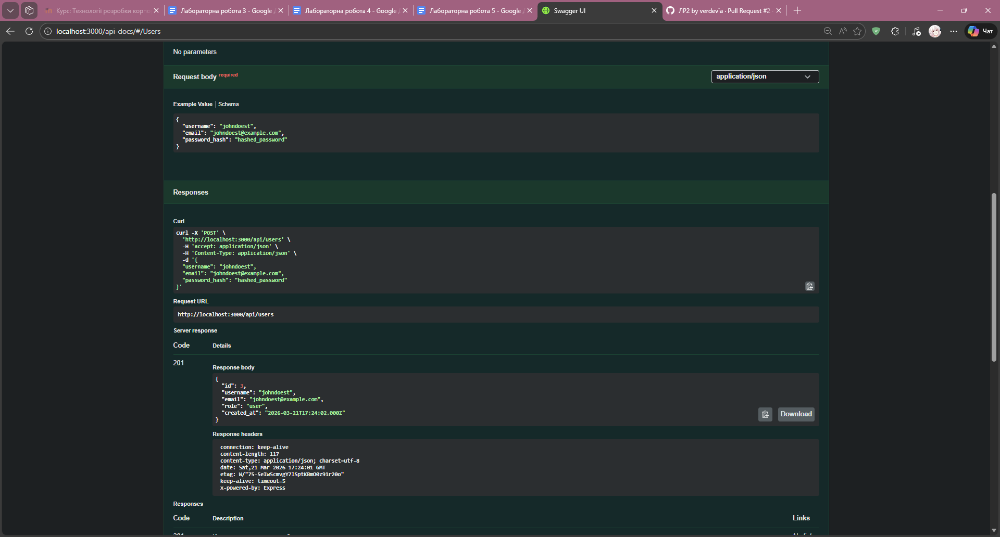 Курс: Технології розробки корпо
Лабораторна робота 3 - Google
Лабораторна робота 4 - Google
Лабораторна робота 5 - Google
Swagger UI
ЛР2 by verdevia · Pull Request #2
localhost:3000/api-docs/#/Users
Чат
No parameters
Request body required
application/json
Example Value | Schema
{
"username": "johndoest",
"email": "johndoest@example.com",
"password_hash": "hashed_password"
}
Responses
Curl
curl -X 'POST' \
'http://localhost:3000/api/users' \
-H 'accept: application/json' \
-H 'Content-Type: application/json' \
-d '{
"username": "johndoest",
"email": "johndoest@example.com",
"password_hash": "hashed_password"
}'
Request URL
http://localhost:3000/api/users
Server response
Code Details
201
Response body
{
"id": 3,
"username": "johndoest",
"email": "johndoest@example.com",
"role": "user",
"created_at": "2026-03-21T17:24:02.000Z"
}
Download
Response headers
connection: keep-alive
content-length: 117
content-type: application/json; charset=utf-8
date: Sat,21 Mar 2026 17:24:01 GMT
etag: W/"75-5eIwScmvgY7lSptKBmO0z91r20o"
keep-alive: timeout=5
x-powered-by: Express
Responses
Code Description Links